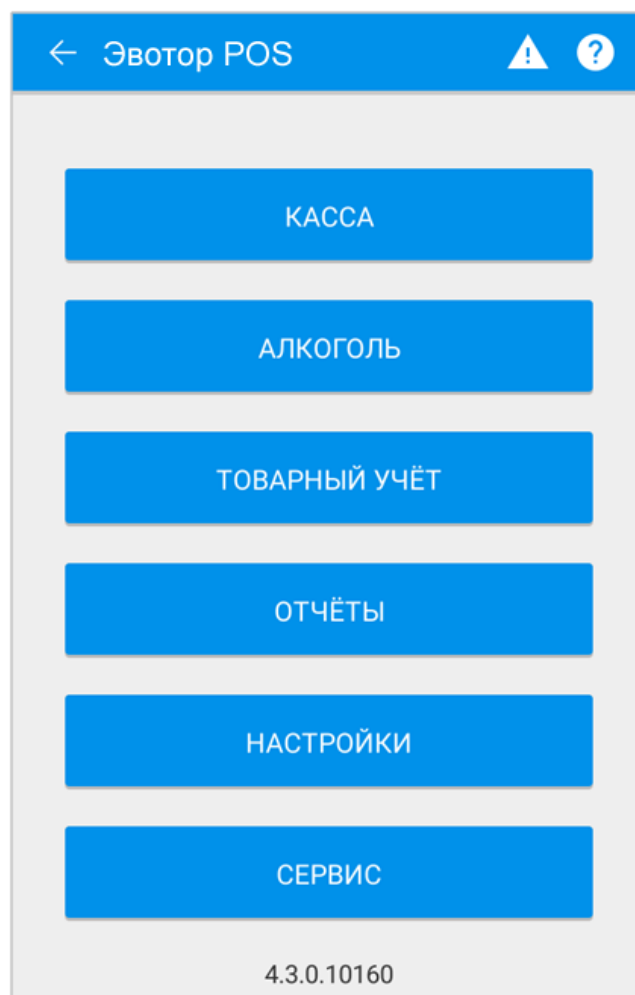 Эвотор POS
КАССА
АЛКОГОЛЬ
ТОВАРНЫЙ УЧЁТ
ОТЧЁТЫ
НАСТРОЙКИ
СЕРВИС
4.3.0.10160